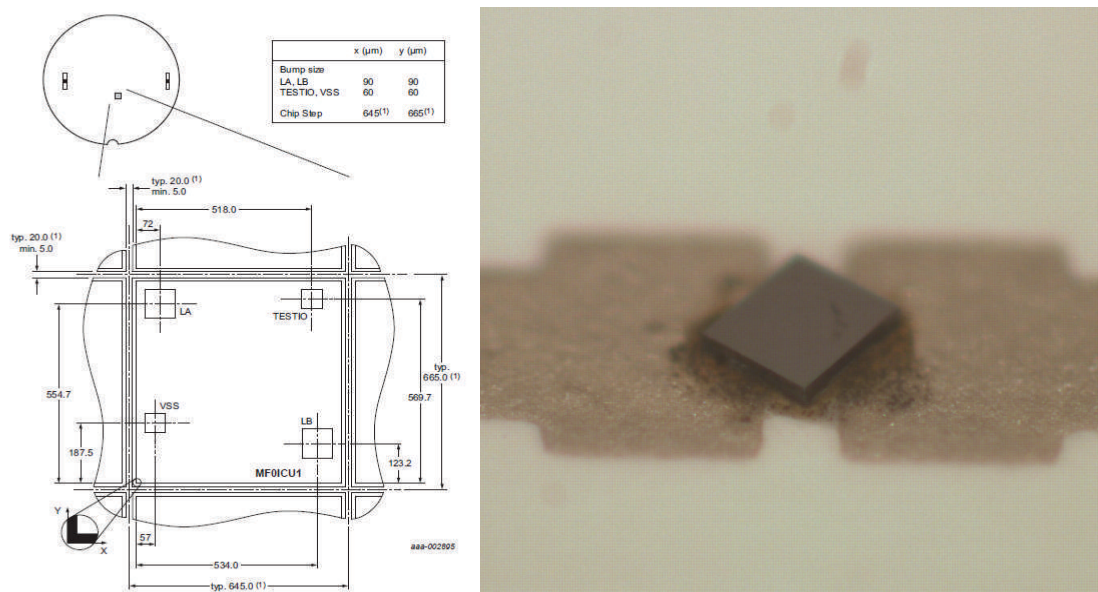 x (µm) y (µm)
Bump size
LA, LB 90 90
TESTIO, VSS 60 60
Chip Step 645(1) 665(1)
typ. 20.0 (1)
min. 5.0
518.0
72
typ. 20.0 (1)
min. 5.0
LA
TESTIO
typ.
665.0 (1)
554.7
569.7
VSS
LB
187.5
123.2
MF0ICU1
Y
X
57
aaa-002895
534.0
typ. 645.0 (1)